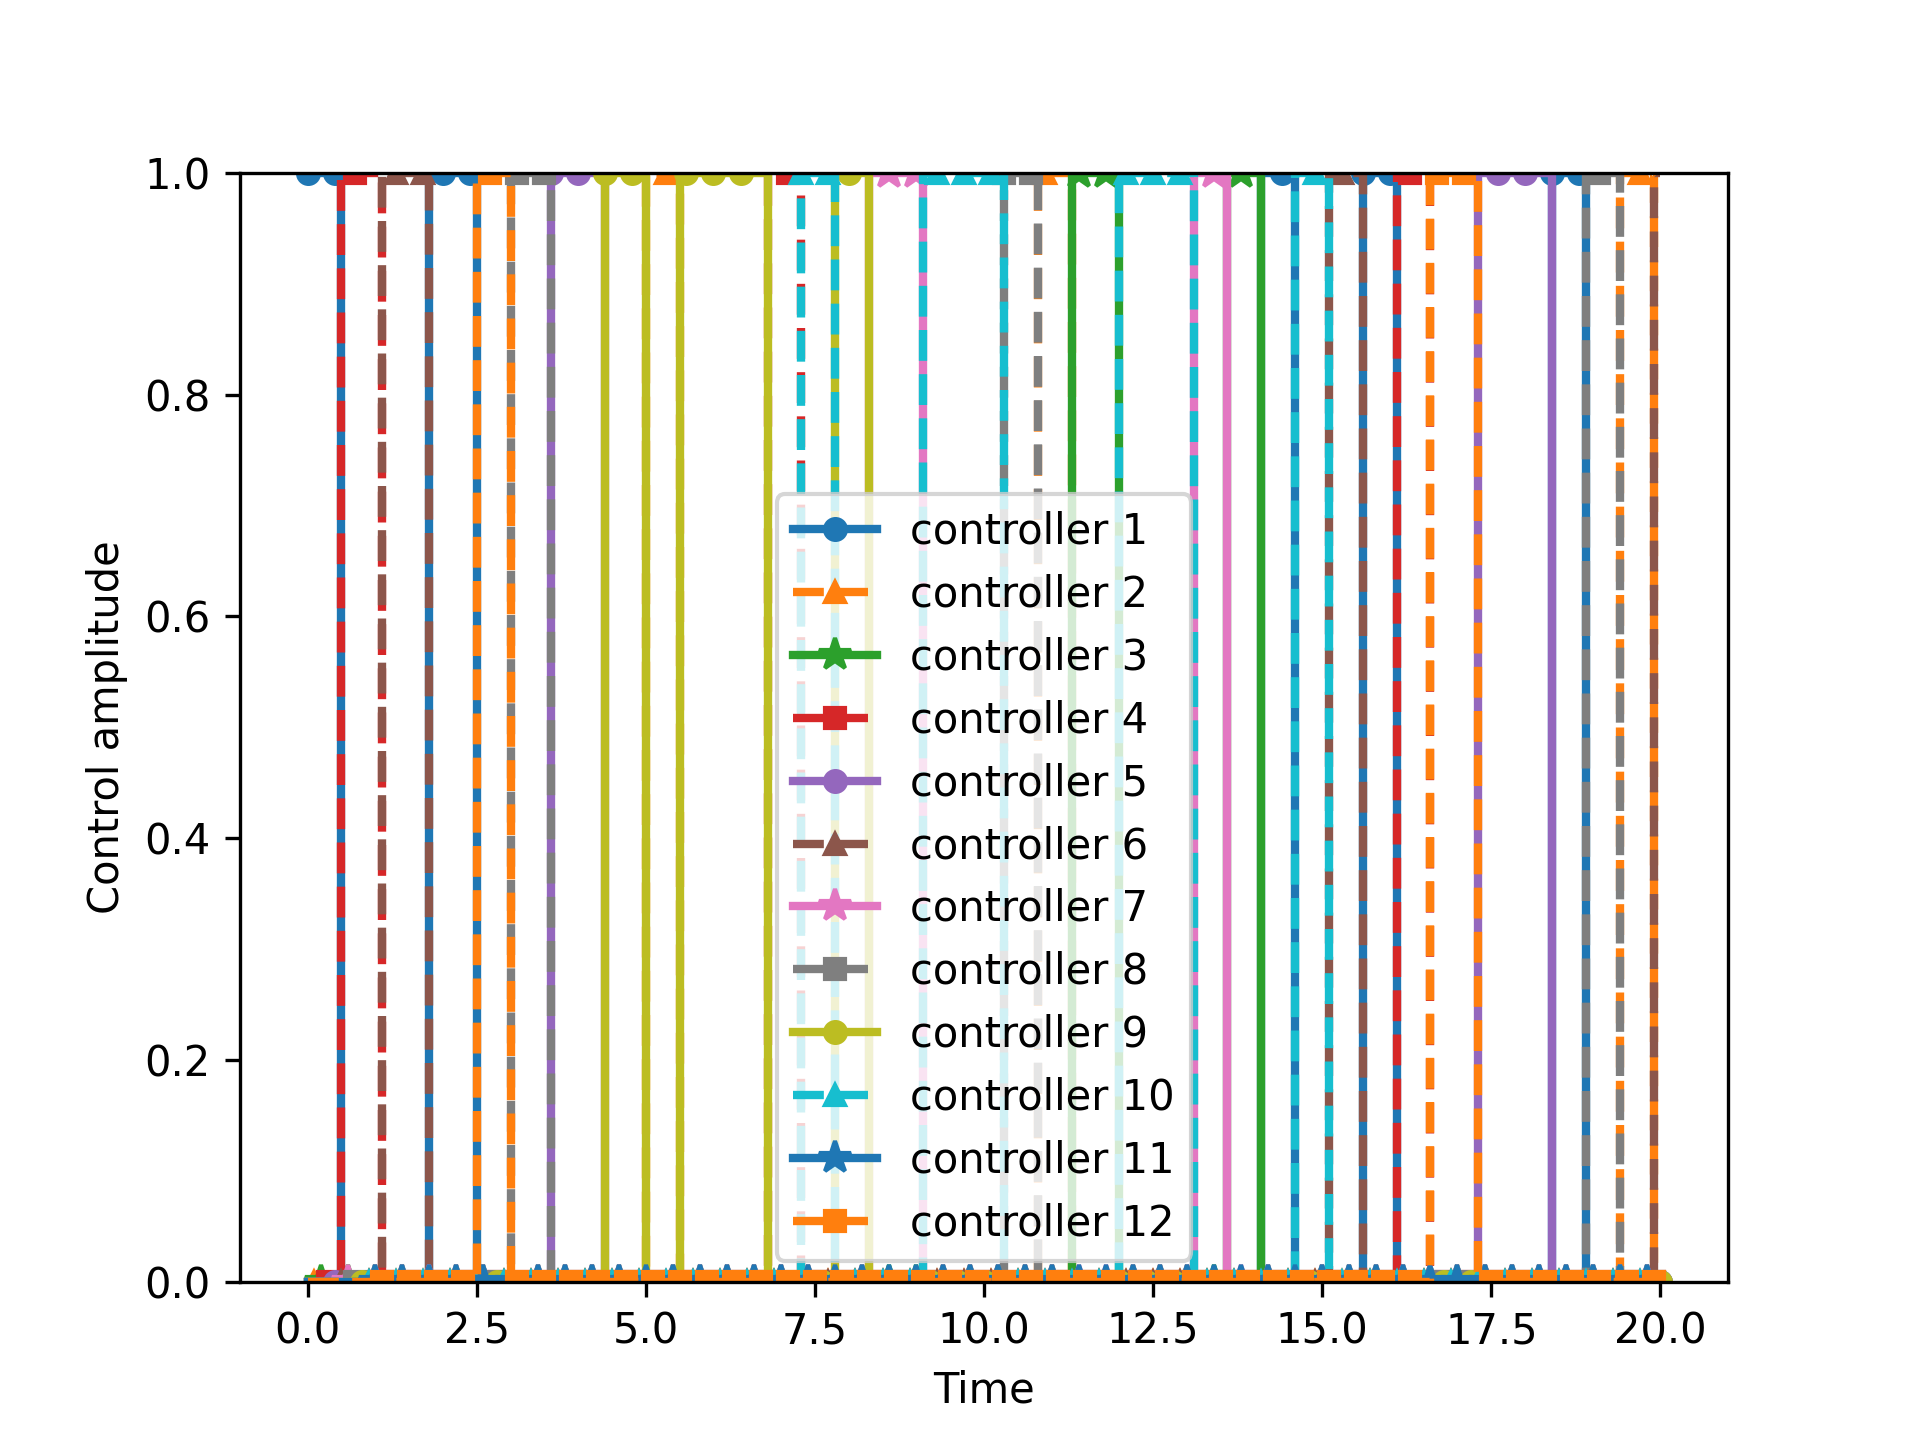 1.0
0.8
0.6
0.4
0.2
0.0
Control amplitude
controller 1
controller 2
controller 3
controller 4
controller 5
controller 6
controller 7
controller 8
controller 9
controller 10
controller 11
controller 12
0.0 2.5 5.0 7.5 10.0 12.5 15.0 17.5 20.0
Time